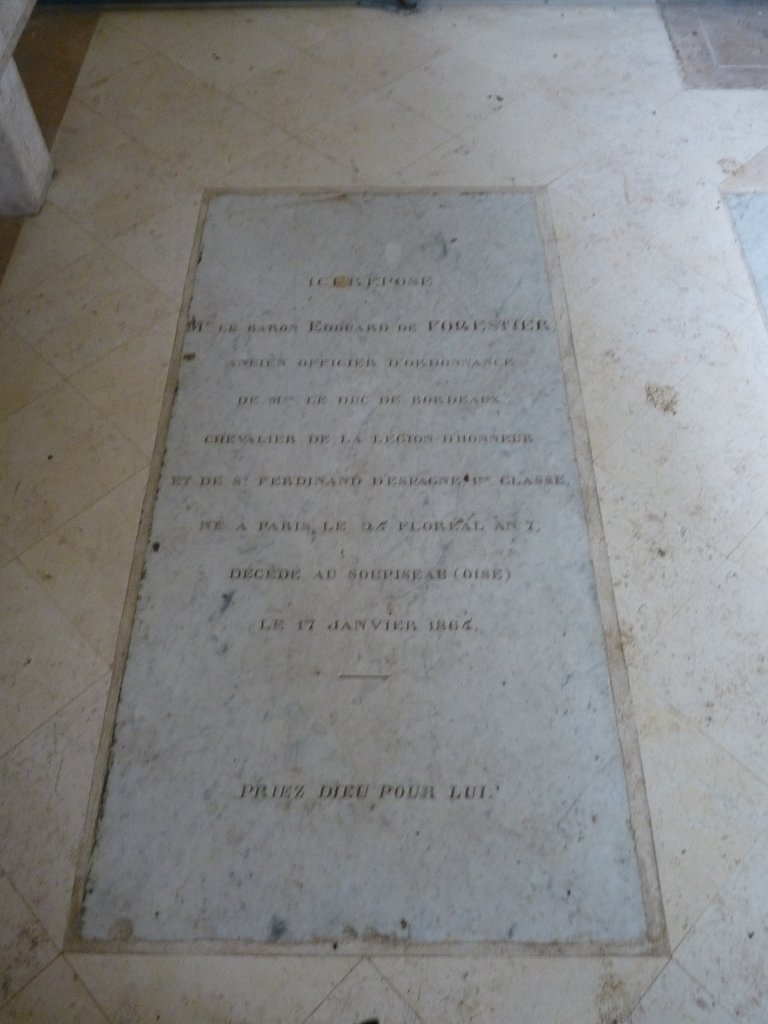 ICI REPOSE
Mr LE BARON EDOUARD DE FORESTIER
ANCIEN OFFICIER D'ORDONNANCE
DE Mgr LE DUC DE BORDEAUX,
CHEVALIER DE LA LÉGION D'HONNEUR
ET DE St FERDINAND D'ESPAGNE 1re CLASSE,
NÉ À PARIS, LE 24 FLORÉAL AN 7,
DÉCÉDÉ AU SOUPISEAU (OISE)
LE 17 JANVIER 1864.
PRIEZ DIEU POUR LUI!